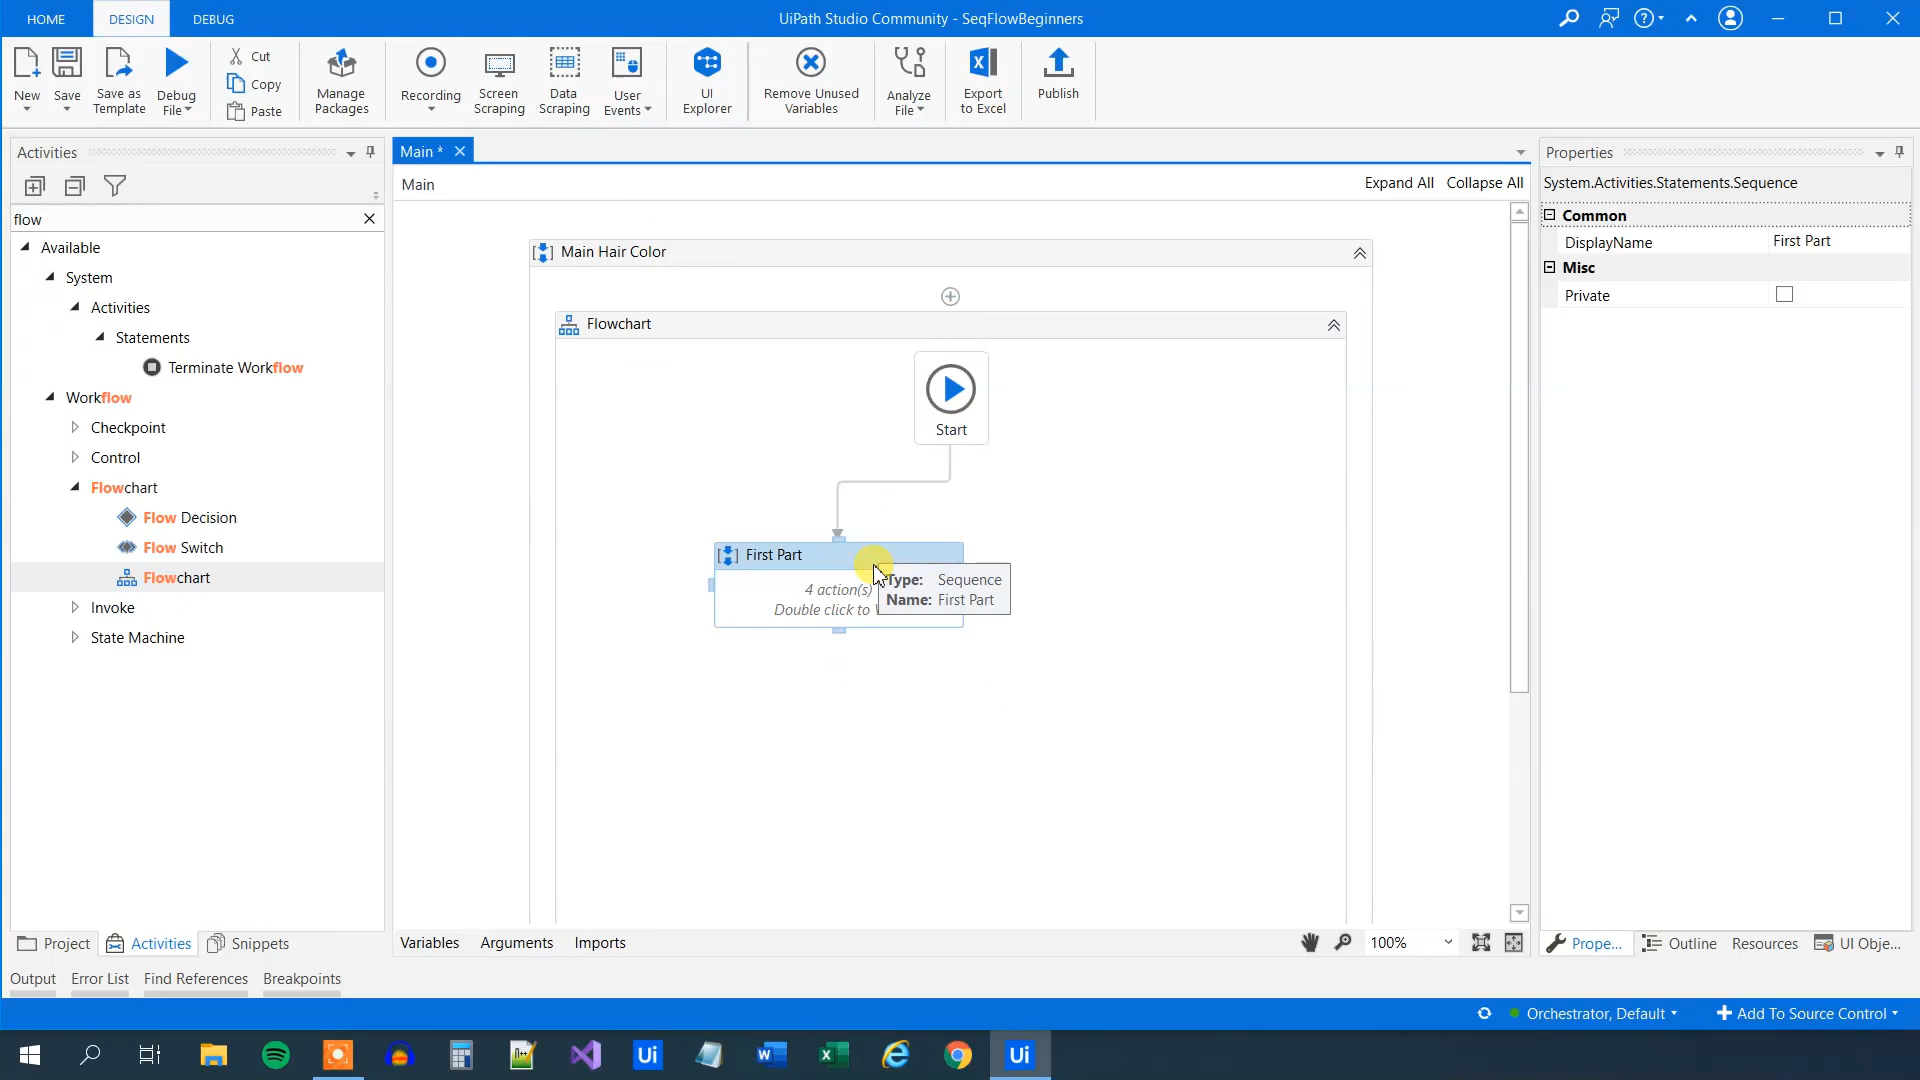 HOME DESIGN DEBUG
UiPath Studio Community - SeqFlowBeginners
New
Save
Save as Template
Debug File
Cut
Copy
Paste
Manage Packages
Recording
Screen Scraping
Data Scraping
User Events
UI Explorer
Remove Unused Variables
Analyze File
Export to Excel
Publish
Activities
flow
Available
System
Activities
Statements
Terminate Workflow
Workflow
Checkpoint
Control
Flowchart
Flow Decision
Flow Switch
Flowchart
Invoke
State Machine
Project Activities Snippets
Main *
Main
Expand All Collapse All
Main Hair Color
Flowchart
Start
First Part
4 action(s)
Double click to
Type: Sequence
Name: First Part
Variables Arguments Imports
100%
Properties
System.Activities.Statements.Sequence
Common
DisplayName First Part
Misc
Private
Prope... Outline Resources UI Obje...
Output Error List Find References Breakpoints
Orchestrator, Default
Add To Source Control